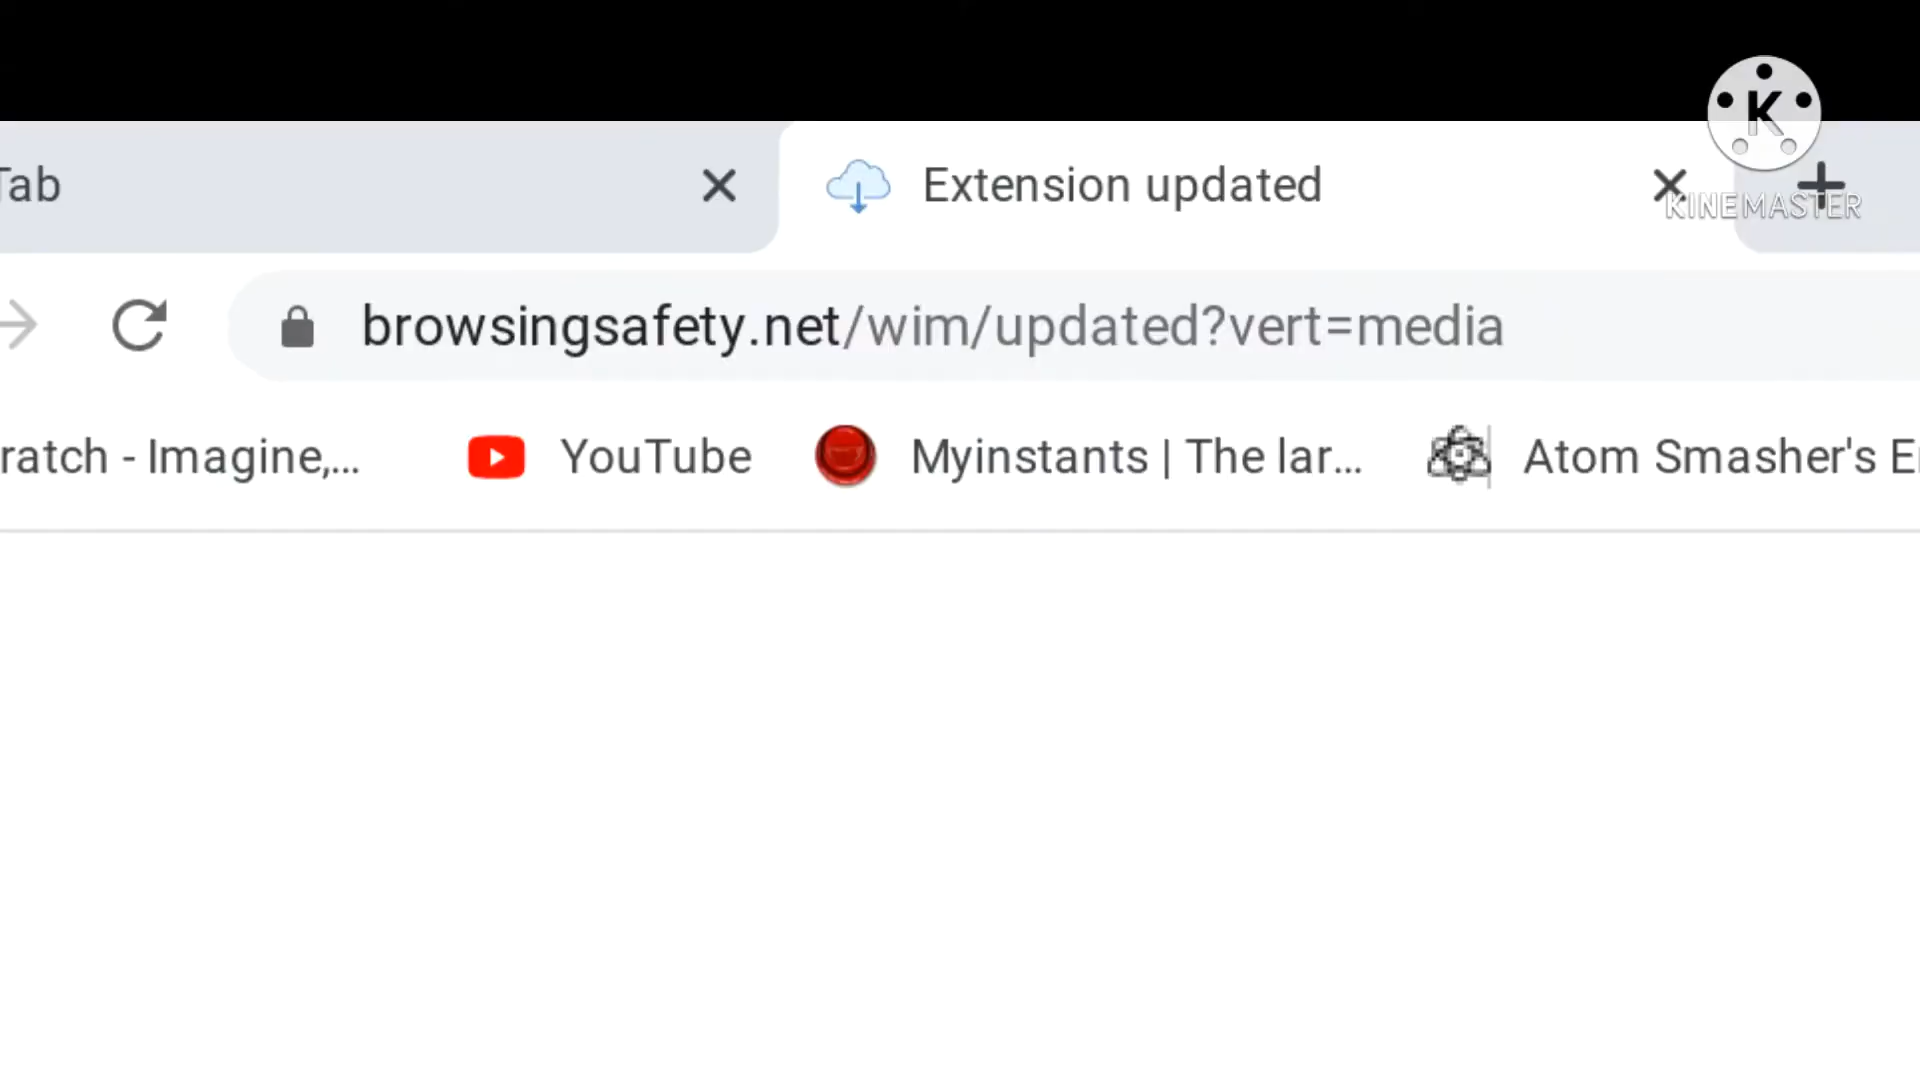 Tab
Extension updated
K
KINEMASTER
browsingsafety.net/wim/updated?vert=media
ratch - Imagine,...
YouTube
Myinstants | The lar...
Atom Smasher's E